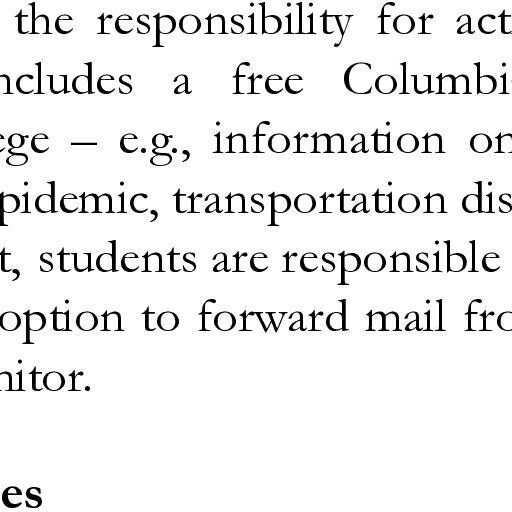 the responsibility for act
ncludes a free Columbi
ege – e.g., information on
pidemic, transportation dis
t, students are responsible
option to forward mail fro
nitor.
es